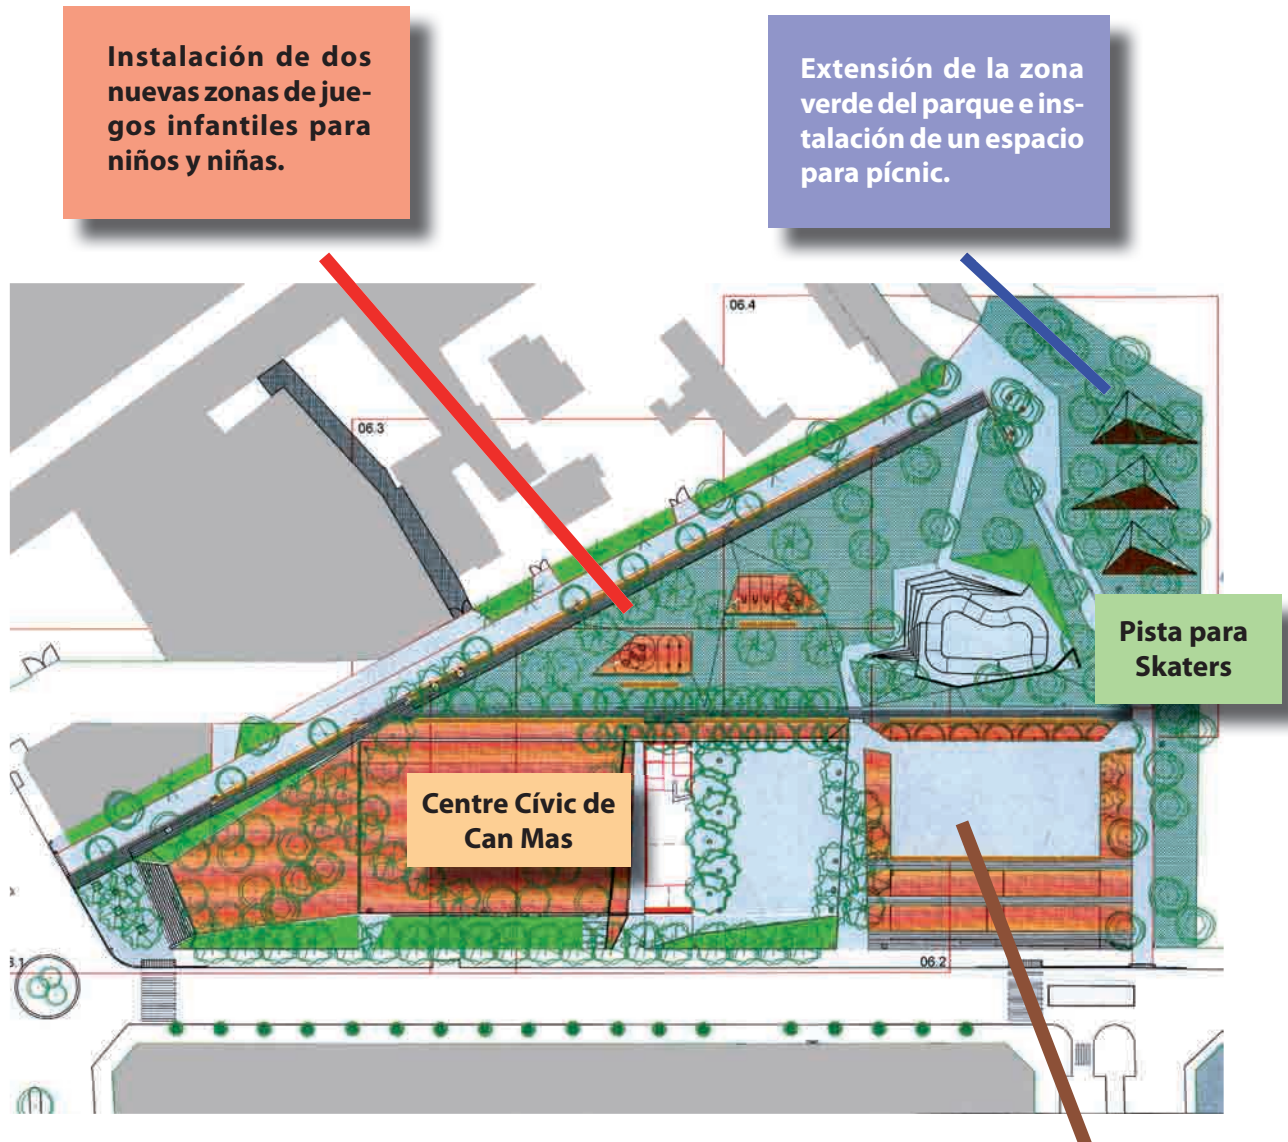 Instalación de dos
nuevas zonas de jue-
gos infantiles para
niños y niñas.
Extensión de la zona
verde del parque e ins-
talación de un espacio
para pícnic.
06.4
06.3
Pista para
Skaters
Centre Cívic de
Can Mas
06.2